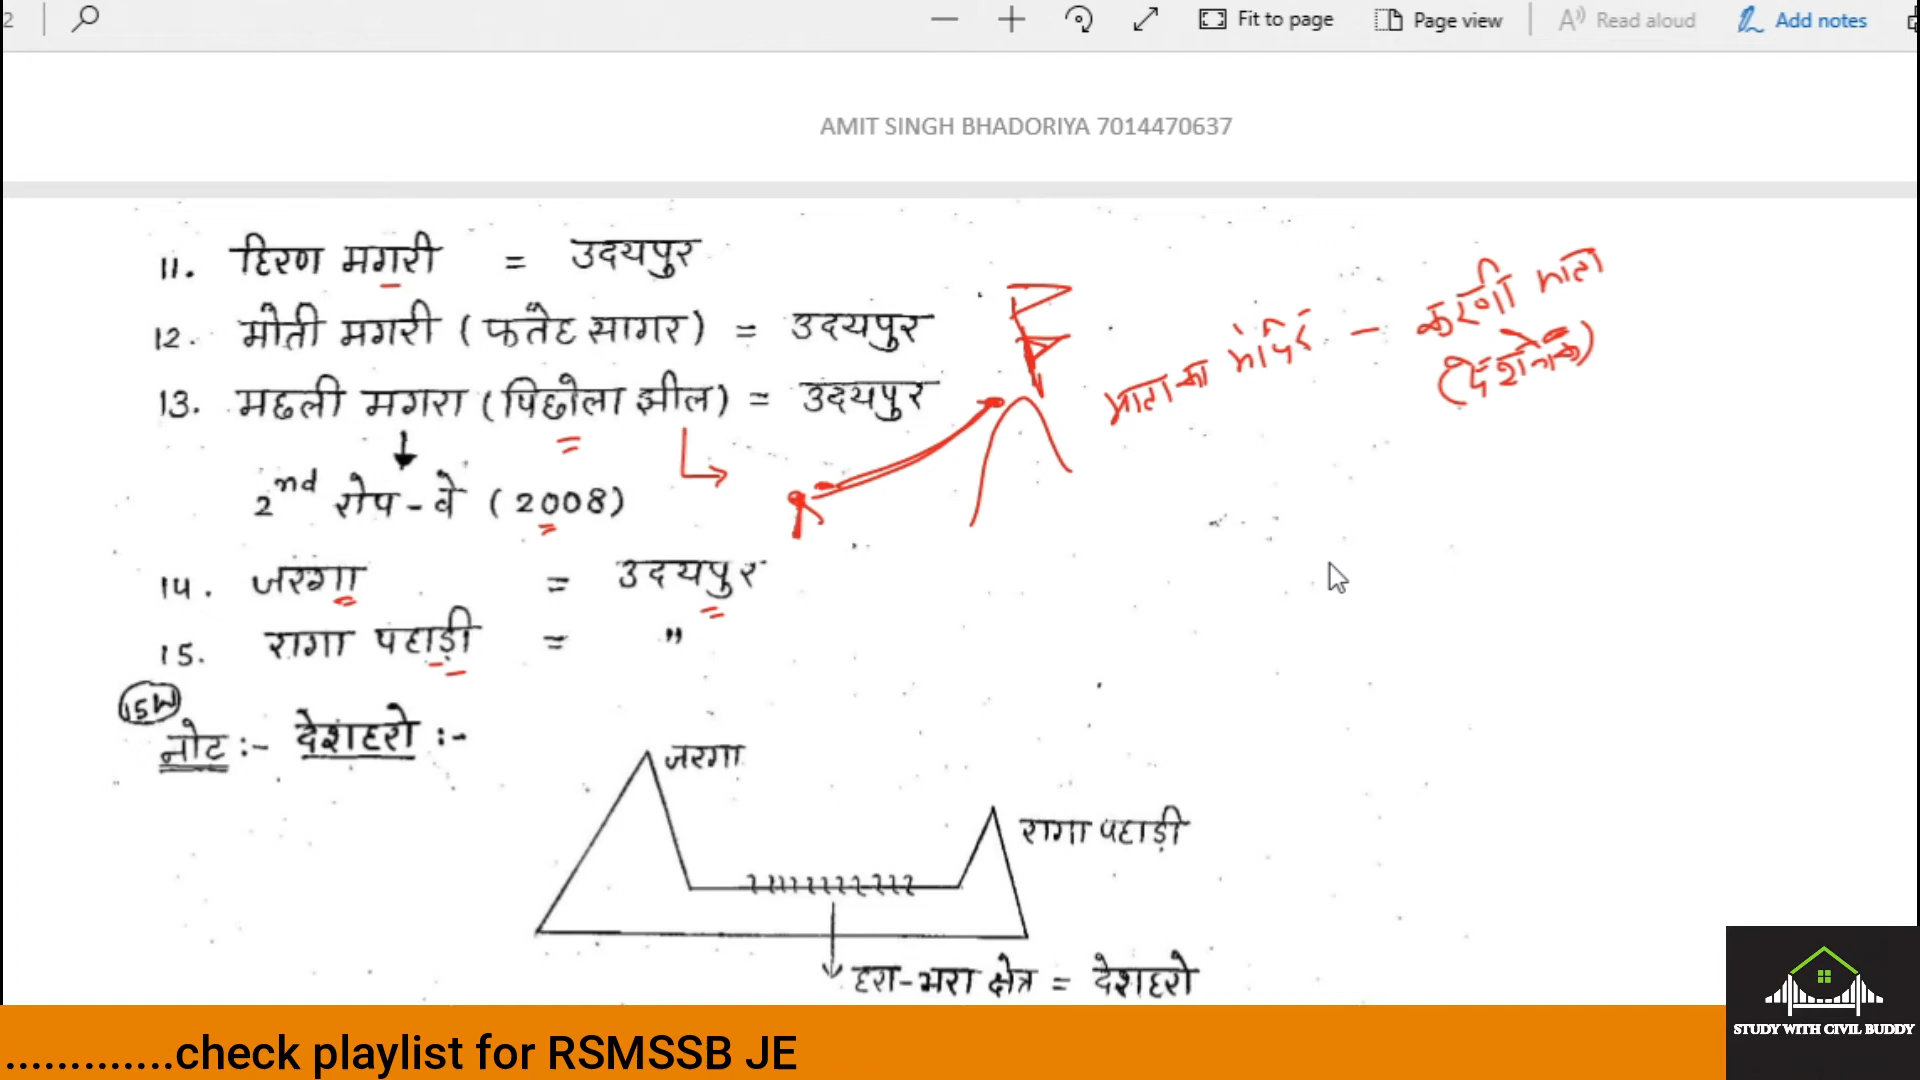 2
Fit to page
Page view
Read aloud
Add notes
AMIT SINGH BHADORIYA 7014470637
11. हिरण मगरी = उदयपुर
12. मोती मगरी (फतेह सागर) = उदयपुर
13. मछली मगरा (पिछोला झील) = उदयपुर
माता का मंदिर - करणी माता
(देशनोक)
2nd रोप-वे (2008)
14. जरगा = उदयपुर
15. रागा पहाड़ी = "
नोट :- देशहरो :-
जरगा
रागा पहाड़ी
हरा-भरा क्षेत्र = देशहरो
.............check playlist for RSMSSB JE
STUDY WITH CIVIL BUDDY